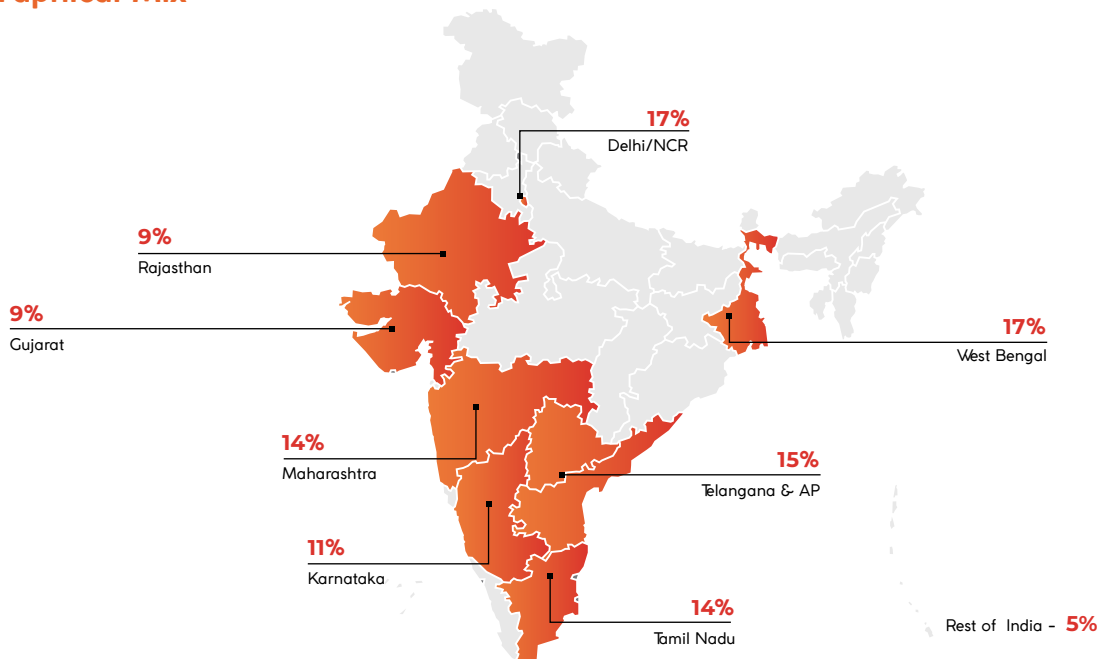 17%
Delhi/NCR
9%
Rajasthan
9%
Gujarat
17%
West Bengal
14%
Maharashtra
15%
Telangana & AP
11%
Karnataka
14%
Tamil Nadu
Rest of India - 5%